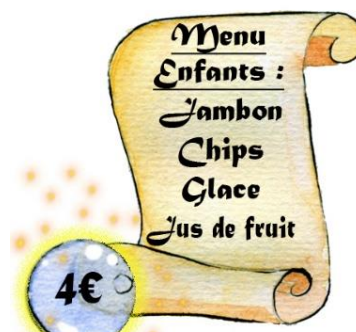 Menu
Enfants :
Jambon
Chips
Glace
Jus de fruit
4€